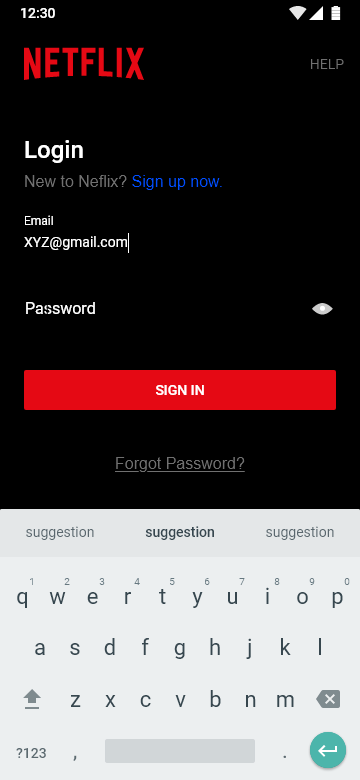 12:30
NETFLIX
HELP
Login
New to Neflix? Sign up now.
Email
XYZ@gmail.com
Password
SIGN IN
Forgot Password?
suggestion suggestion suggestion
1 2 3 4 5 6 7 8 9 0
q w e r t y u i o p
a s d f g h j k l
z x c v b n m
?123 , .